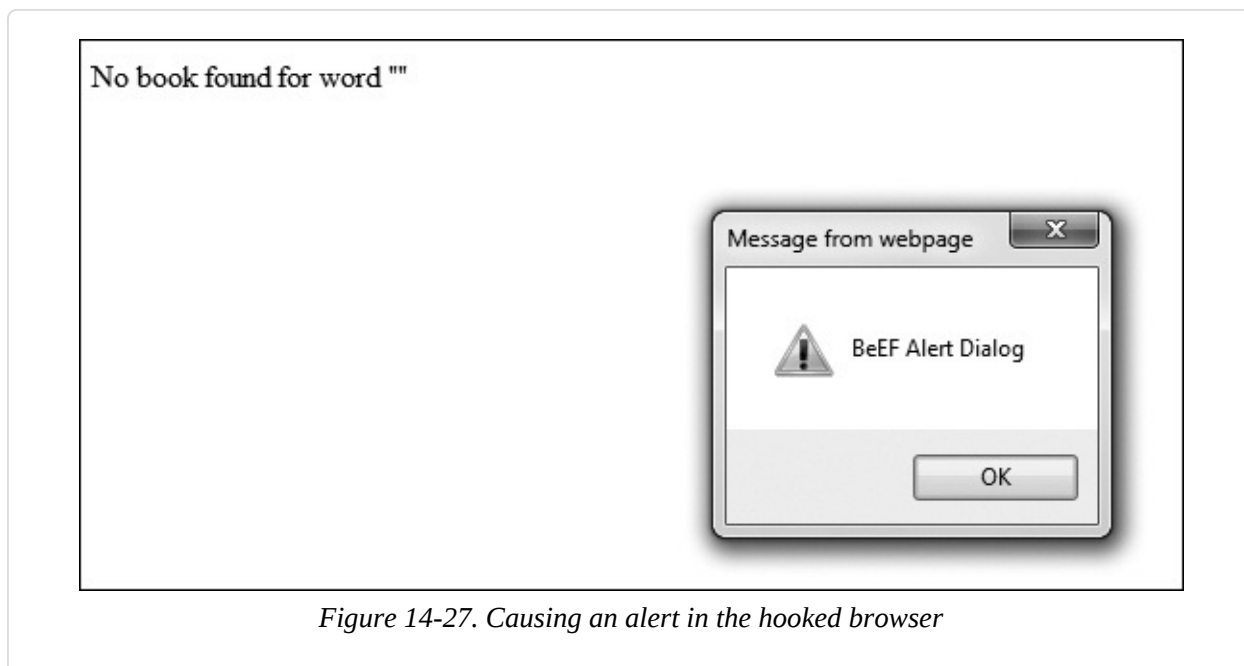 No book found for word ""
Message from webpage
x
BeEF Alert Dialog
OK
Figure 14-27. Causing an alert in the hooked browser